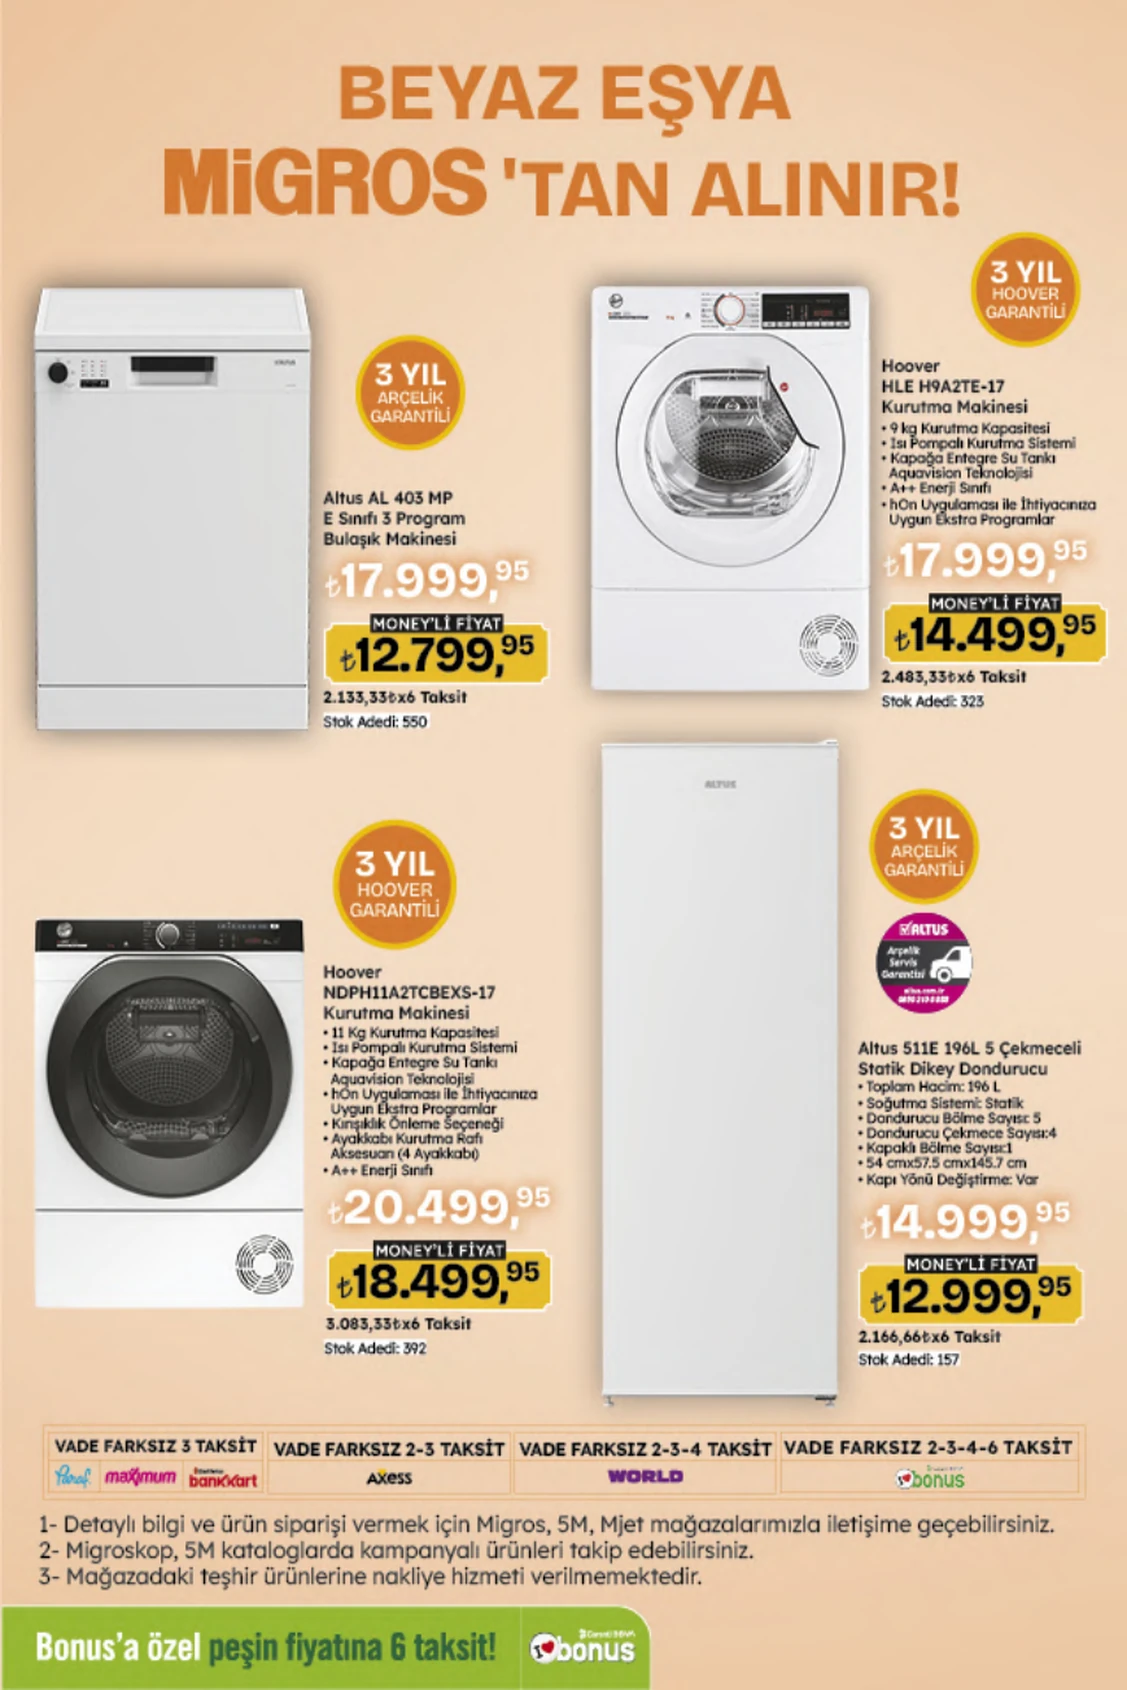 BEYAZ EŞYA
MiGROS'TAN ALINIR!
3 YIL
ARÇELİK
GARANTİLİ
Altus AL 403 MP
E Sınıfı 3 Program
Bulaşık Makinesi
₺17.999,95
MONEY'Lİ FİYAT
₺12.799,95
2.133,33₺x6 Taksit
Stok Adedi: 550
3 YIL
HOOVER
GARANTİLİ
Hoover
HLE H9A2TE-17
Kurutma Makinesi
• 9 kg Kurutma Kapasitesi
• Isı Pompalı Kurutma Sistemi
• Kapağa Entegre Su Tankı
Aquavision Teknolojisi
• A++ Enerji Sınıfı
• hOn Uygulaması ile İhtiyacınıza
Uygun Ekstra Programlar
₺17.999,95
MONEY'Lİ FİYAT
₺14.499,95
2.483,33₺x6 Taksit
Stok Adedi: 323
3 YIL
HOOVER
GARANTİLİ
Hoover
NDPH11A2TCBEXS-17
Kurutma Makinesi
• 11 Kg Kurutma Kapasitesi
• Isı Pompalı Kurutma Sistemi
• Kapağa Entegre Su Tankı
Aquavision Teknolojisi
• hOn Uygulaması ile İhtiyacınıza
Uygun Ekstra Programlar
• Kırışıklık Önleme Seçeneği
• Ayakkabı Kurutma Rafı
Aksesuarı (4 Ayakkabı)
• A++ Enerji Sınıfı
₺20.499,95
MONEY'Lİ FİYAT
₺18.499,95
3.083,33₺x6 Taksit
Stok Adedi: 392
ALTUS
3 YIL
ARÇELİK
GARANTİLİ
ALTUS
Arçelik
Servis
Garantisi
altus.com.tr
Altus 511E 196L 5 Çekmeceli
Statik Dikey Dondurucu
• Toplam Hacim: 196 L
• Soğutma Sistemi: Statik
• Dondurucu Bölme Sayısı: 5
• Dondurucu Çekmece Sayısı:4
• Kapaklı Bölme Sayısı:1
• 54 cmx57.5 cmx145.7 cm
• Kapı Yönü Değiştirme: Var
₺14.999,95
MONEY'Lİ FİYAT
₺12.999,95
2.166,66₺x6 Taksit
Stok Adedi: 157
VADE FARKSIZ 3 TAKSİT
Paraf maximum bankkart
VADE FARKSIZ 2-3 TAKSİT
axess
VADE FARKSIZ 2-3-4 TAKSİT
WORLD
VADE FARKSIZ 2-3-4-6 TAKSİT
bonus
1- Detaylı bilgi ve ürün siparişi vermek için Migros, 5M, Mjet mağazalarımızla iletişime geçebilirsiniz.
2- Migroskop, 5M kataloglarda kampanyalı ürünleri takip edebilirsiniz.
3- Mağazadaki teşhir ürünlerine nakliye hizmeti verilmemektedir.
Bonus'a özel peşin fiyatına 6 taksit!
Garanti BBVA
bonus